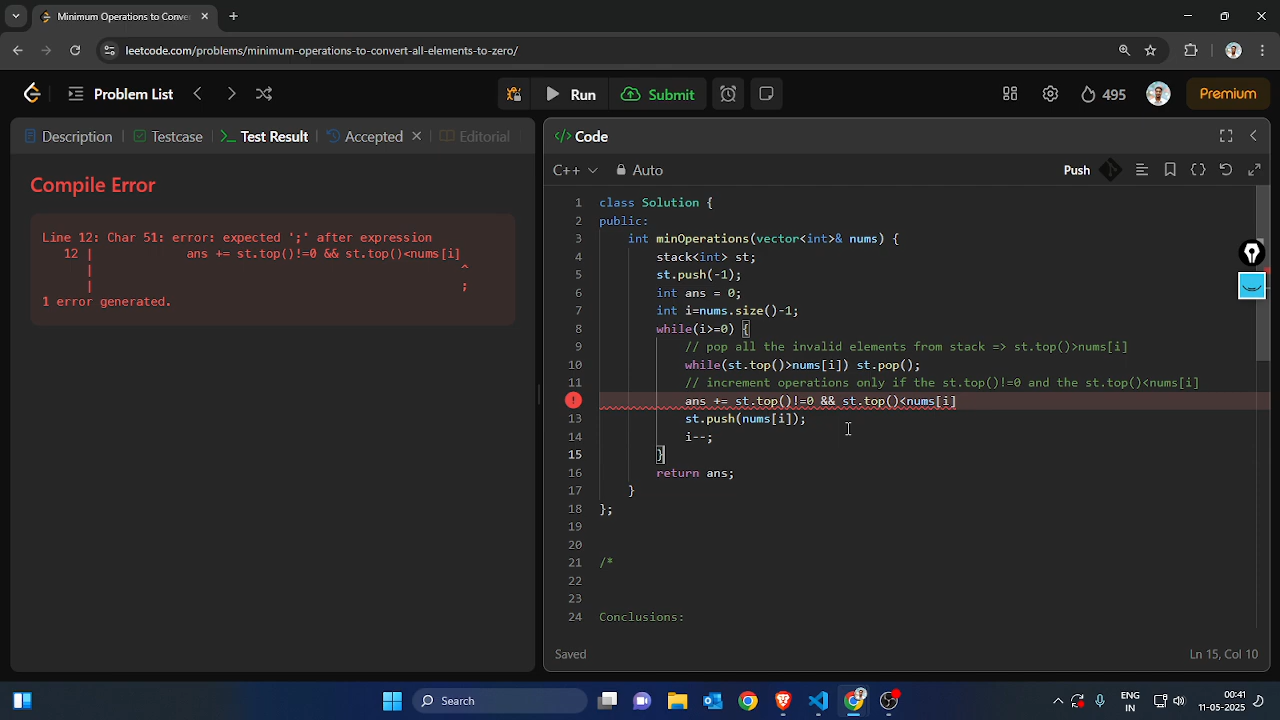 Minimum Operations to Conver
leetcode.com/problems/minimum-operations-to-convert-all-elements-to-zero/
Problem List
Run
Submit
495
Premium
Description
Testcase
Test Result
Accepted
Editorial
Code
Compile Error
Line 12: Char 51: error: expected ';' after expression
12 | ans += st.top()!=0 && st.top()<nums[i]
| ^
| ;
1 error generated.
C++
Auto
Push
1 class Solution {
2 public:
3 int minOperations(vector<int>& nums) {
4 stack<int> st;
5 st.push(-1);
6 int ans = 0;
7 int i=nums.size()-1;
8 while(i>=0) {
9 // pop all the invalid elements from stack => st.top()>nums[i]
10 while(st.top()>nums[i]) st.pop();
11 // increment operations only if the st.top()!=0 and the st.top()<nums[i]
12 ans += st.top()!=0 && st.top()<nums[i]
13 st.push(nums[i]);
14 i--;
15 }
16 return ans;
17 }
18 };
19
20
21 /*
22
23
24 Conclusions:
Saved
Ln 15, Col 10
Search
ENG
IN
00:41
11-05-2025